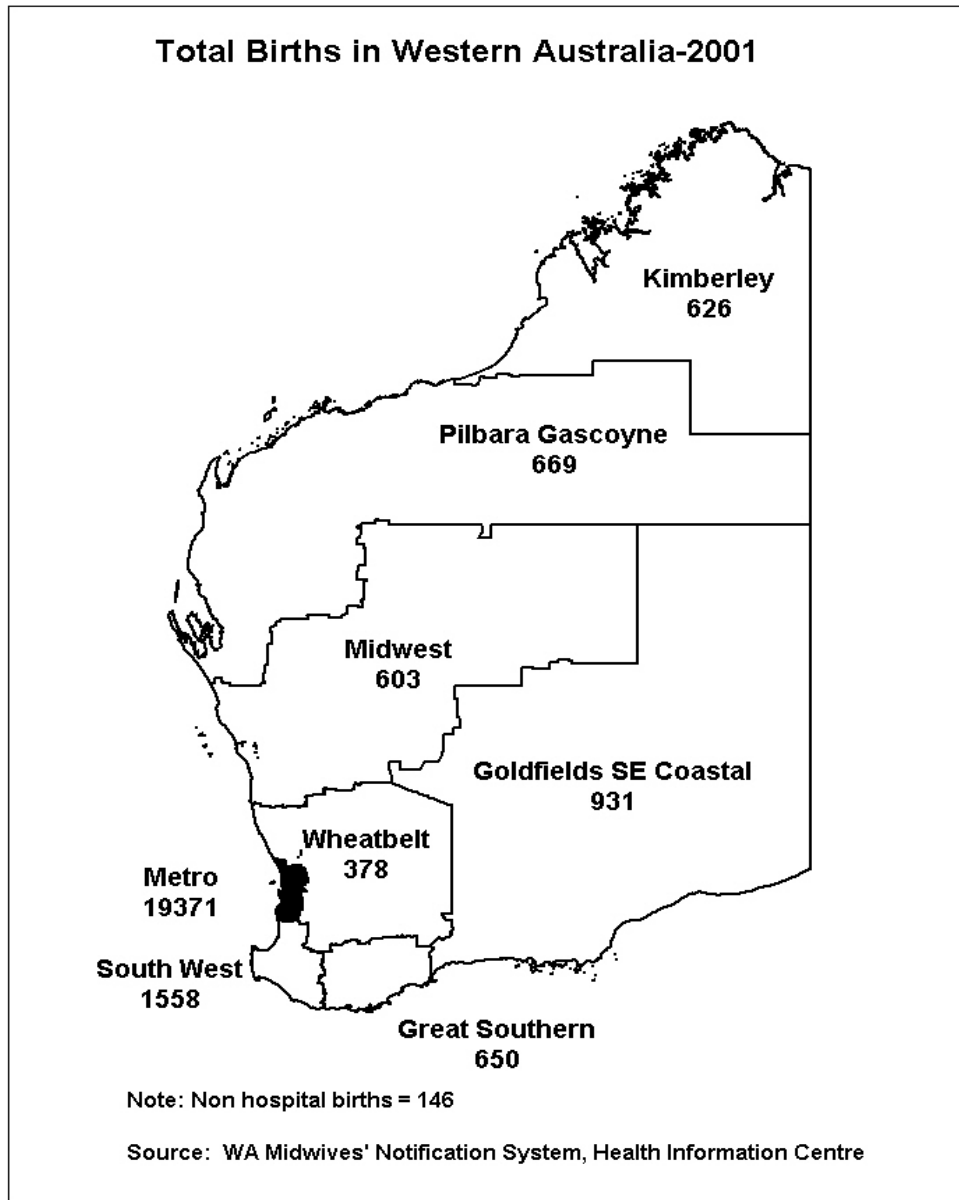 Total Births in Western Australia-2001
Kimberley
626
Pilbara Gascoyne
669
Midwest
603
Goldfields SE Coastal
931
Wheatbelt
378
Metro
19371
South West
1558
Great Southern
650
Note: Non hospital births = 146
Source: WA Midwives' Notification System, Health Information Centre